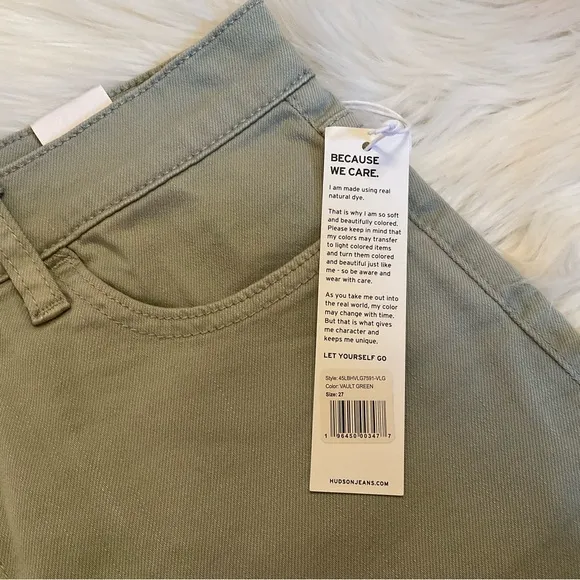 BECAUSE
WE CARE.
I am made using real
natural dye.
That is why I am so soft
and beautifully colored.
Please keep in mind that
my colors may transfer
to light colored items
and turn them colored
and beautiful just like
me - so be aware and
wear with care.
As you take me out into
the real world, my color
may change with time.
But that is what gives
me character and
keeps me unique.
LET YOURSELF GO
Style: 45LBHVLG7591-VLG
Color: VAULT GREEN
Size: 27
1 96450 00347 7
HUDSONJEANS.COM